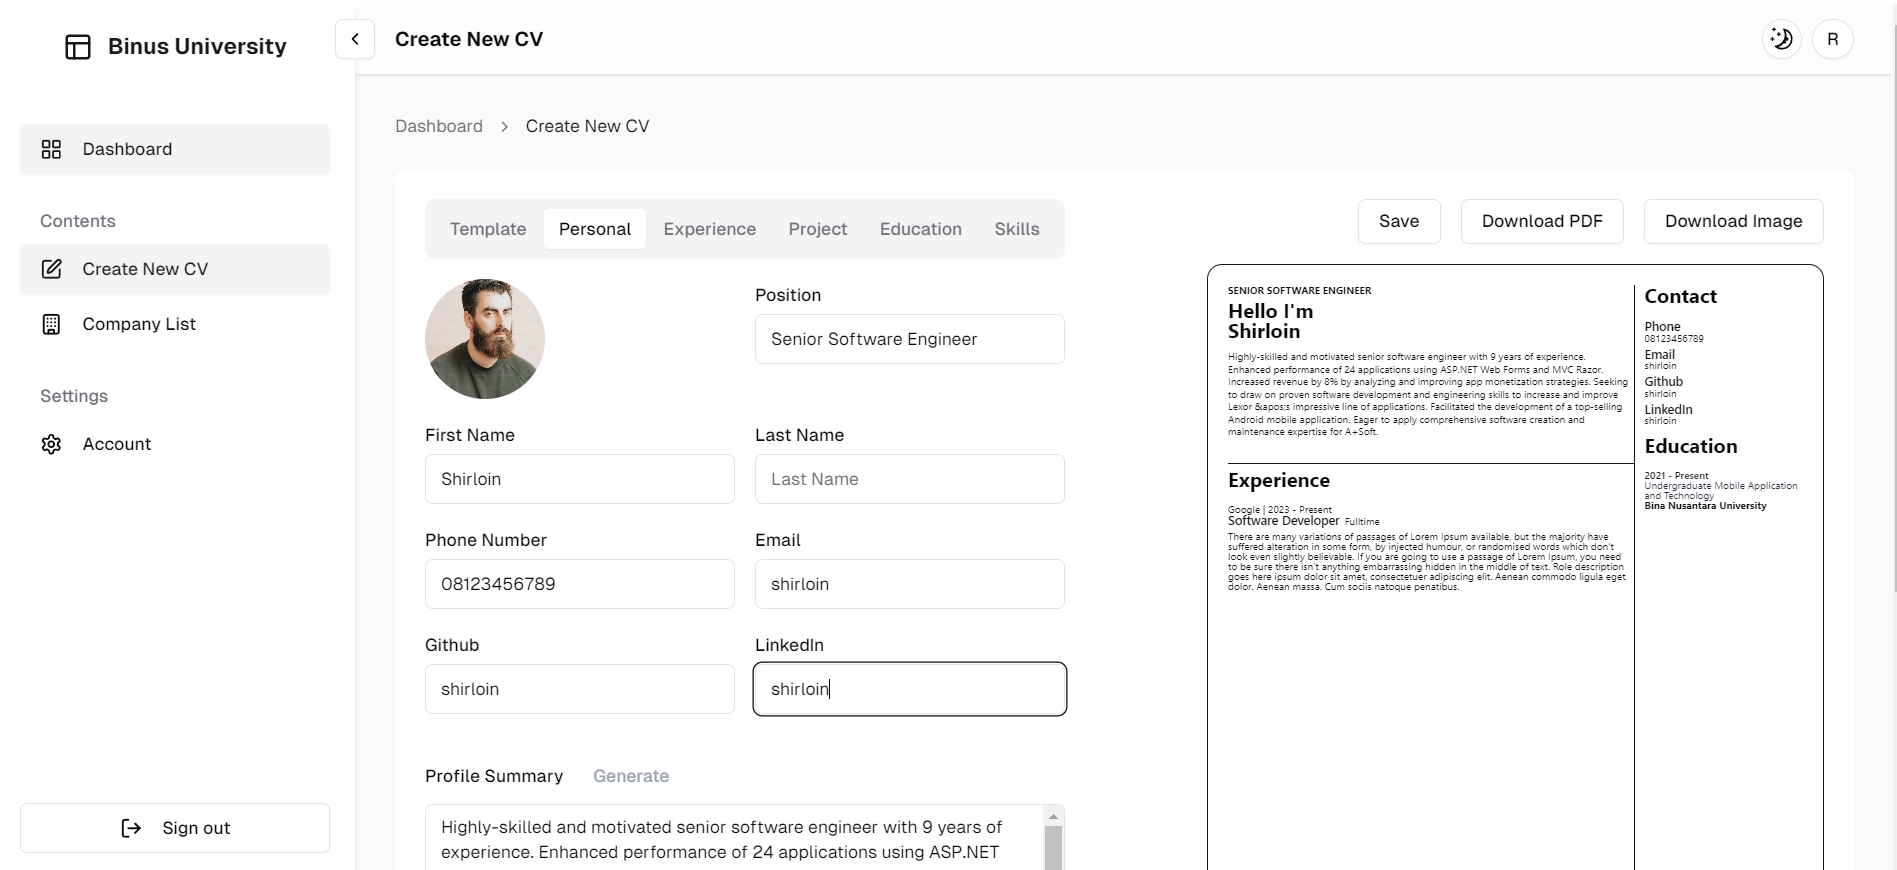 Binus University
Create New CV
R
Dashboard
Contents
Create New CV
Company List
Settings
Account
Sign out
Dashboard > Create New CV
Template Personal Experience Project Education Skills
Save Download PDF Download Image
Position
Senior Software Engineer
First Name Last Name
Shirloin Last Name
Phone Number Email
08123456789 shirloin
Github LinkedIn
shirloin shirloin
Profile Summary Generate
Highly-skilled and motivated senior software engineer with 9 years of
experience. Enhanced performance of 24 applications using ASP.NET
SENIOR SOFTWARE ENGINEER
Hello I'm
Shirloin
Highly-skilled and motivated senior software engineer with 9 years of experience.
Enhanced performance of 24 applications using ASP.NET Web Forms and MVC Razor.
Increased revenue by 8% by analyzing and improving app monetization strategies. Seeking
to draw on proven software development and engineering skills to increase and improve
Lexor &apos;s impressive line of applications. Facilitated the development of a top-selling
Android mobile application. Eager to apply comprehensive software creation and
maintenance expertise for A+Soft.
Experience
Google | 2023 - Present
Software Developer Fulltime
There are many variations of passages of Lorem Ipsum available, but the majority have
suffered alteration in some form, by injected humour, or randomised words which don't
look even slightly believable. If you are going to use a passage of Lorem Ipsum, you need
to be sure there isn't anything embarrassing hidden in the middle of text. Role description
goes here ipsum dolor sit amet, consectetuer adipiscing elit. Aenean commodo ligula eget
dolor. Aenean massa. Cum sociis natoque penatibus.
Contact
Phone
08123456789
Email
shirloin
Github
shirloin
LinkedIn
shirloin
Education
2021 - Present
Undergraduate Mobile Application
and Technology
Bina Nusantara University